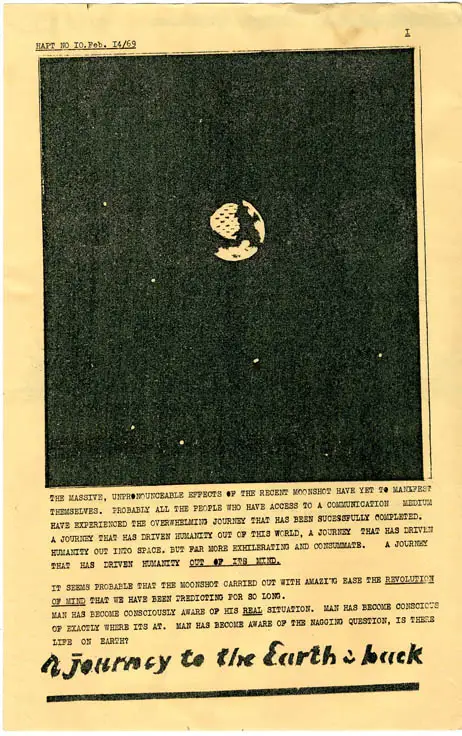 I
HAPT NO IO.Feb. I4/69
THE MASSIVE, UNPRONOUNCEABLE EFFECTS OF THE RECENT MOONSHOT HAVE YET TO MANIFEST
THEMSELVES. PROBABLY ALL THE PEOPLE WHO HAVE ACCESS TO A COMMUNICATION MEDIUM
HAVE EXPERIENCED THE OVERWHELMING JOURNEY THAT HAS BEEN SUCESSFULLY COMPLETED.
A JOURNEY THAT HAS DRIVEN HUMANITY OUT OF THIS WORLD, A JOURNEY THAT HAS DRIVEN
HUMANITY OUT INTO SPACE. BUT FAR MORE EXHILERATING AND CONSUMMATE. A JOURNEY
THAT HAS DRIVEN HUMANITY OUT OF ITS MIND.
IT SEEMS PROBABLE THAT THE MOONSHOT CARRIED OUT WITH AMAZING EASE THE REVOLUTION
OF MIND THAT WE HAVE BEEN PREDICTING FOR SO LONG.
MAN HAS BECOME CONSCIOUSLY AWARE OF HIS REAL SITUATION. MAN HAS BECOME CONSCIOUS
OF EXACTLY WHERE ITS AT. MAN HAS BECOME AWARE OF THE NAGGING QUESTION, IS THERE
LIFE ON EARTH?
A journey to the Earth & back